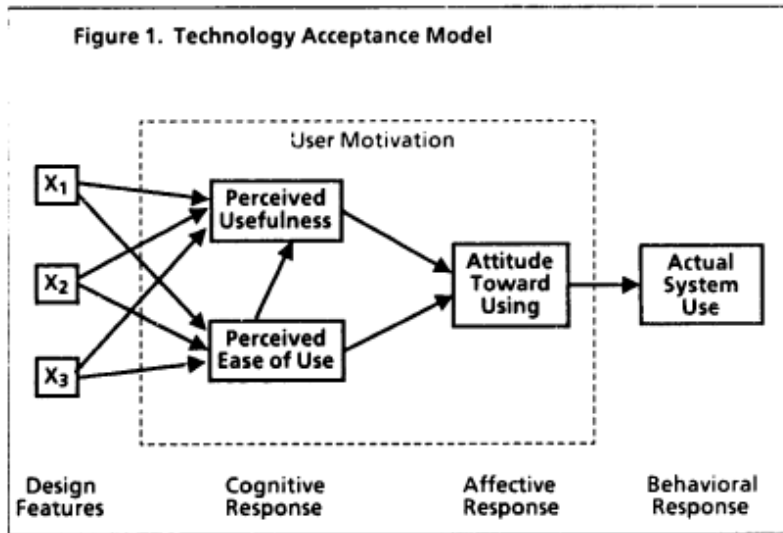 Figure 1. Technology Acceptance Model
User Motivation
X1
Perceived
Usefulness
X2
Attitude
Toward
Using
Actual
System
Use
Perceived
Ease of Use
X3
Design
Features
Cognitive
Response
Affective
Response
Behavioral
Response